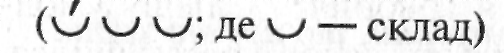 (◡́ ◡ ◡; де ◡ — склад)